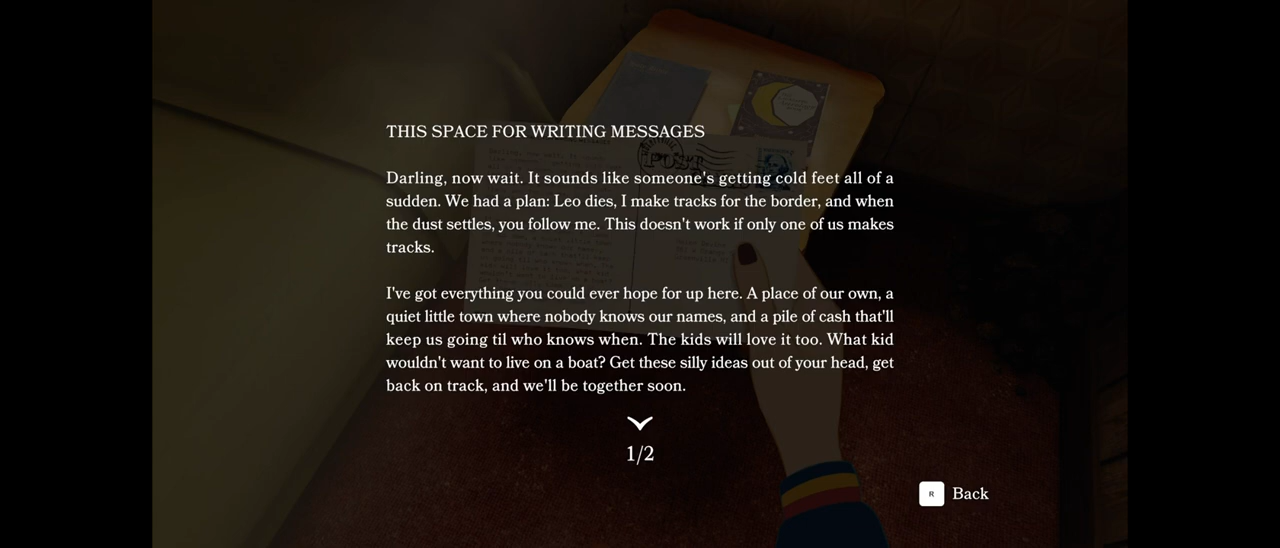 THIS SPACE FOR WRITING MESSAGES
Darling, now wait. It sounds like someone's getting cold feet all of a
sudden. We had a plan: Leo dies, I make tracks for the border, and when
the dust settles, you follow me. This doesn't work if only one of us makes
tracks.
I've got everything you could ever hope for up here. A place of our own, a
quiet little town where nobody knows our names, and a pile of cash that'll
keep us going til who knows when. The kids will love it too. What kid
wouldn't want to live on a boat? Get these silly ideas out of your head, get
back on track, and we'll be together soon.
1/2
R Back